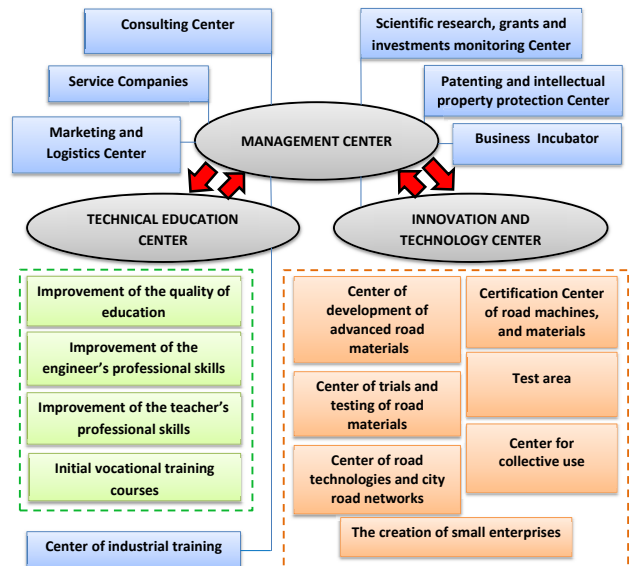 Consulting Center
Scientific research, grants and
investments monitoring Center
Service Companies
Patenting and intellectual
property protection Center
Marketing and
Logistics Center
MANAGEMENT CENTER
Business Incubator
TECHNICAL EDUCATION
CENTER
INNOVATION AND
TECHNOLOGY CENTER
Improvement of the quality of
education
Improvement of the
engineer’s professional skills
Improvement of the teacher’s
professional skills
Initial vocational training
courses
Center of
development of
advanced road
materials
Certification Center
of road machines,
and materials
Center of trials and
testing of road
materials
Test area
Center of road
technologies and city
road networks
Center for
collective use
The creation of small enterprises
Center of industrial training